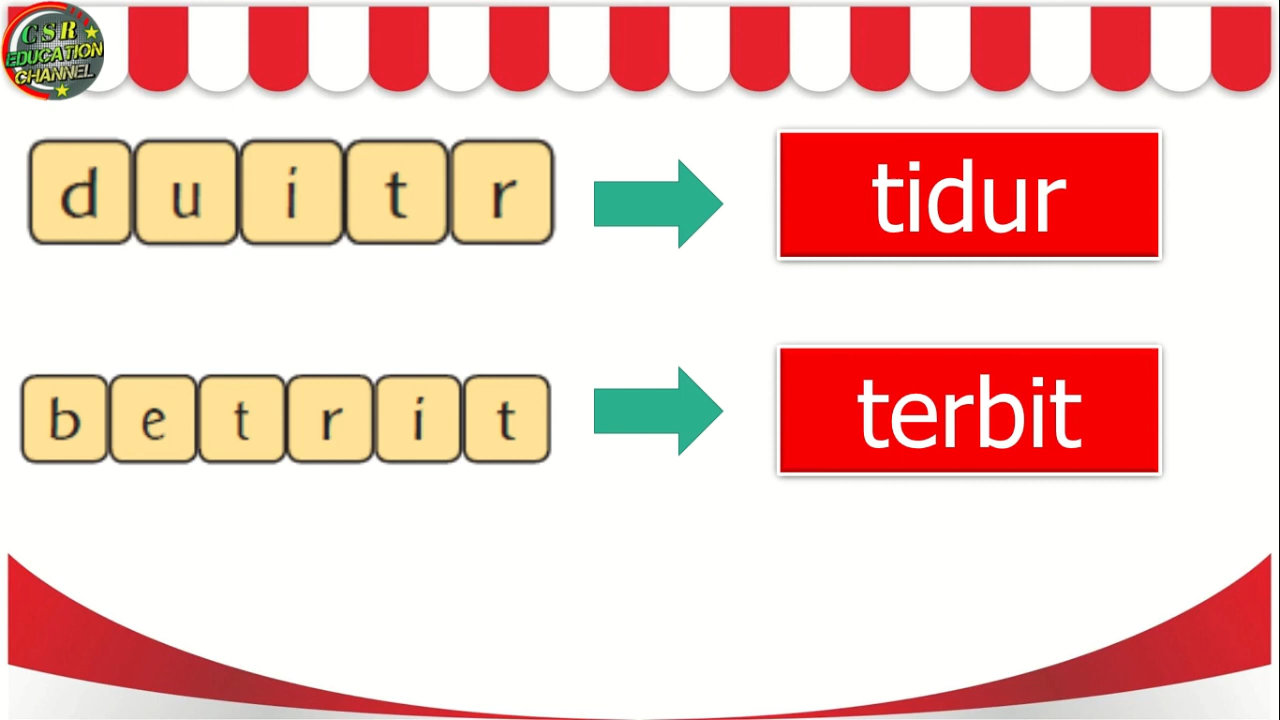 CSR
EDUCATION
CHANNEL
d u i t r
tidur
b e t r i t
terbit